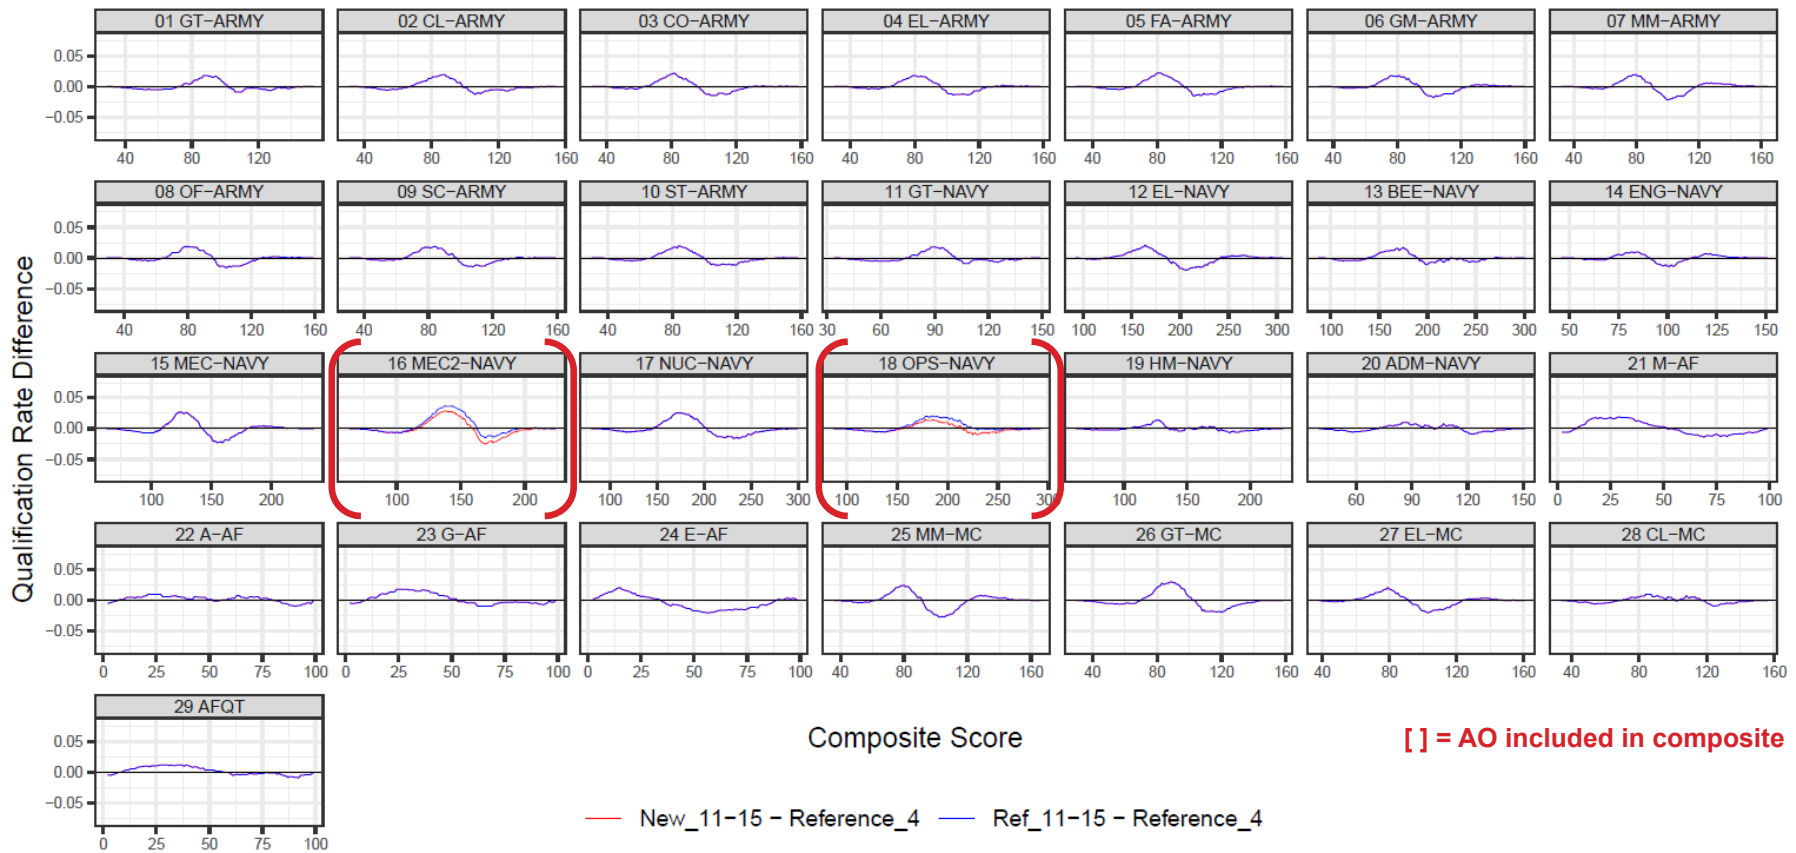 01 GT−ARMY 02 CL−ARMY 03 CO−ARMY 04 EL−ARMY 05 FA−ARMY 06 GM−ARMY 07 MM−ARMY
0.05
0.00
−0.05
40 80 120 40 80 120 160 40 80 120 160 40 80 120 160 40 80 120 160 40 80 120 160 40 80 120 160
08 OF−ARMY 09 SC−ARMY 10 ST−ARMY 11 GT−NAVY 12 EL−NAVY 13 BEE−NAVY 14 ENG−NAVY
0.05
0.00
−0.05
40 80 120 160 40 80 120 160 40 80 120 160 30 60 90 120 150 100 150 200 250 300 100 150 200 250 300 50 75 100 125 150
Qualification Rate Difference
15 MEC−NAVY 16 MEC2−NAVY 17 NUC−NAVY 18 OPS−NAVY 19 HM−NAVY 20 ADM−NAVY 21 M−AF
0.05
0.00
−0.05
100 150 200 100 150 200 100 150 200 250 300 100 150 200 250 300 100 150 200 60 90 120 150 0 25 50 75 100
22 A−AF 23 G−AF 24 E−AF 25 MM−MC 26 GT−MC 27 EL−MC 28 CL−MC
0.05
0.00
−0.05
0 25 50 75 100 0 25 50 75 100 0 25 50 75 100 40 80 120 160 40 80 120 160 40 80 120 160 40 80 120 160
29 AFQT
0.05
0.00
−0.05
0 25 50 75 100
Composite Score
[ ] = AO included in composite
New_11−15 − Reference_4 Ref_11−15 − Reference_4